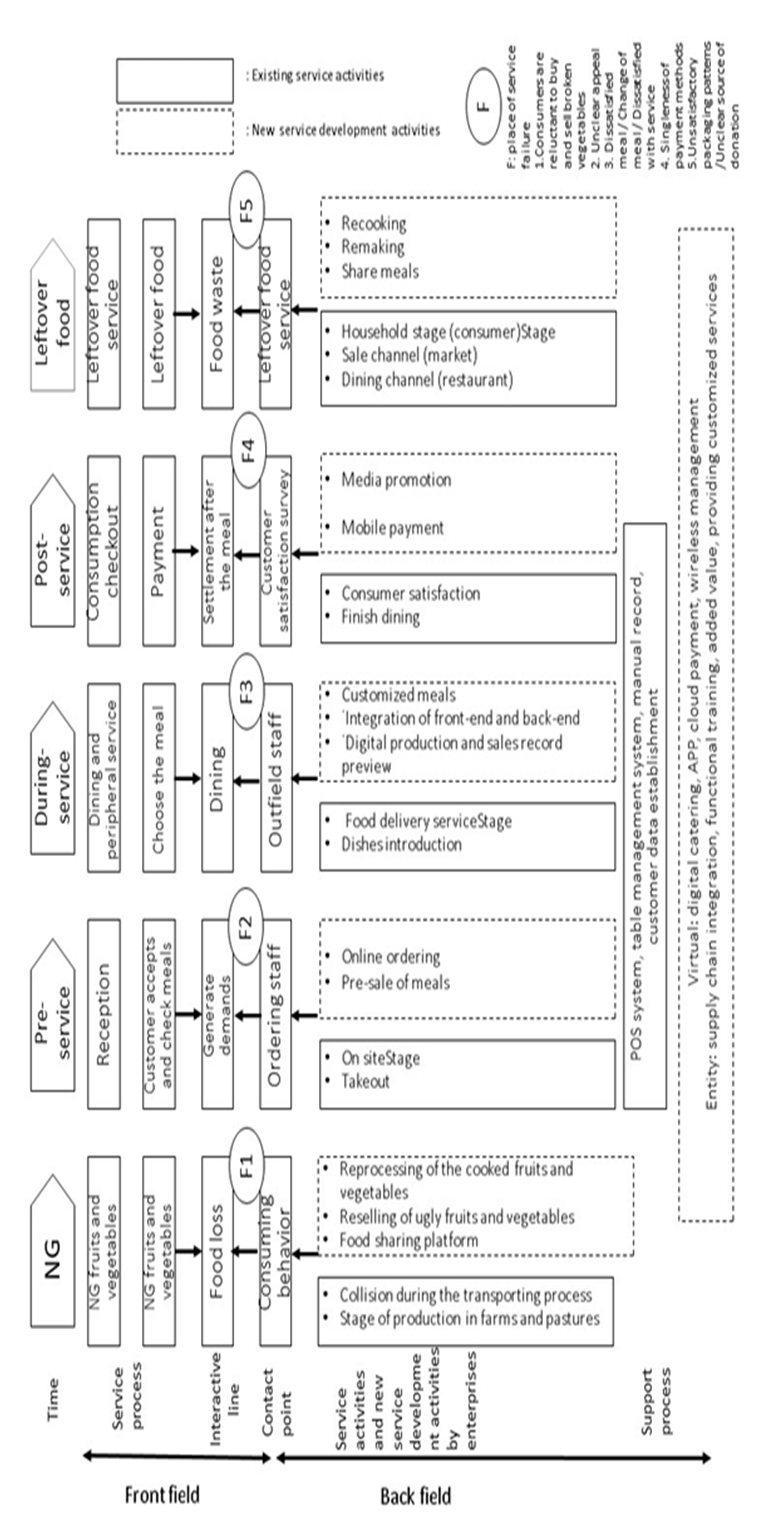 : Existing service activities
: New service development activities
F
F: place of service
failure
1.Consumers are
reluctant to buy
and sell broken
vegetables
2. Unclear appeal
3. Dissatisfied
meal/ Change of
meal/ Dissatisfied
with service
4. Singleness of
payment methods
5.Unsatisfactory
packaging patterns
/Unclear source of
donation
Time
NG
Pre-
service
During-
service
Post-
service
Leftover
food
Service
process
NG fruits and
vegetables
Reception
Dining and
peripheral service
Consumption
checkout
Leftover food
service
NG fruits and
vegetables
Customer accepts
and check meals
Choose the meal
Payment
Leftover food
Interactive
line
Food loss
Generate
demands
Dining
Settlement after
the meal
Food waste
F1
F2
F3
F4
F5
Contact
point
Consuming
behavior
Ordering staff
Outfield staff
Customer
satisfaction survey
Leftover food
service
Service
activities
and new
service
developme
nt activities
by
enterprises
• Reprocessing of the cooked fruits and
vegetables
• Reselling of ugly fruits and vegetables
• Food sharing platform
• Collision during the transporting process
• Stage of production in farms and pastures
• Online ordering
• Pre-sale of meals
• On siteStage
• Takeout
• Customized meals
• ‘Integration of front-end and back-end
• ‘Digital production and sales record
preview
• Food delivery serviceStage
• Dishes introduction
• Media promotion
• Mobile payment
• Consumer satisfaction
• Finish dining
• Recooking
• Remaking
• Share meals
• Household stage (consumer)Stage
• Sale channel (market)
• Dining channel (restaurant)
Support
process
POS system, table management system, manual record,
customer data establishment
Virtual: digital catering, APP, cloud payment, wireless management
Entity: supply chain integration, functional training, added value, providing customized services
Front field
Back field